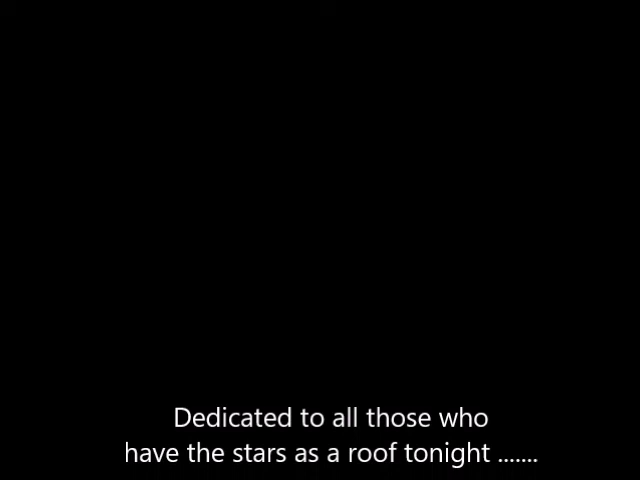 Dedicated to all those who
have the stars as a roof tonight .......